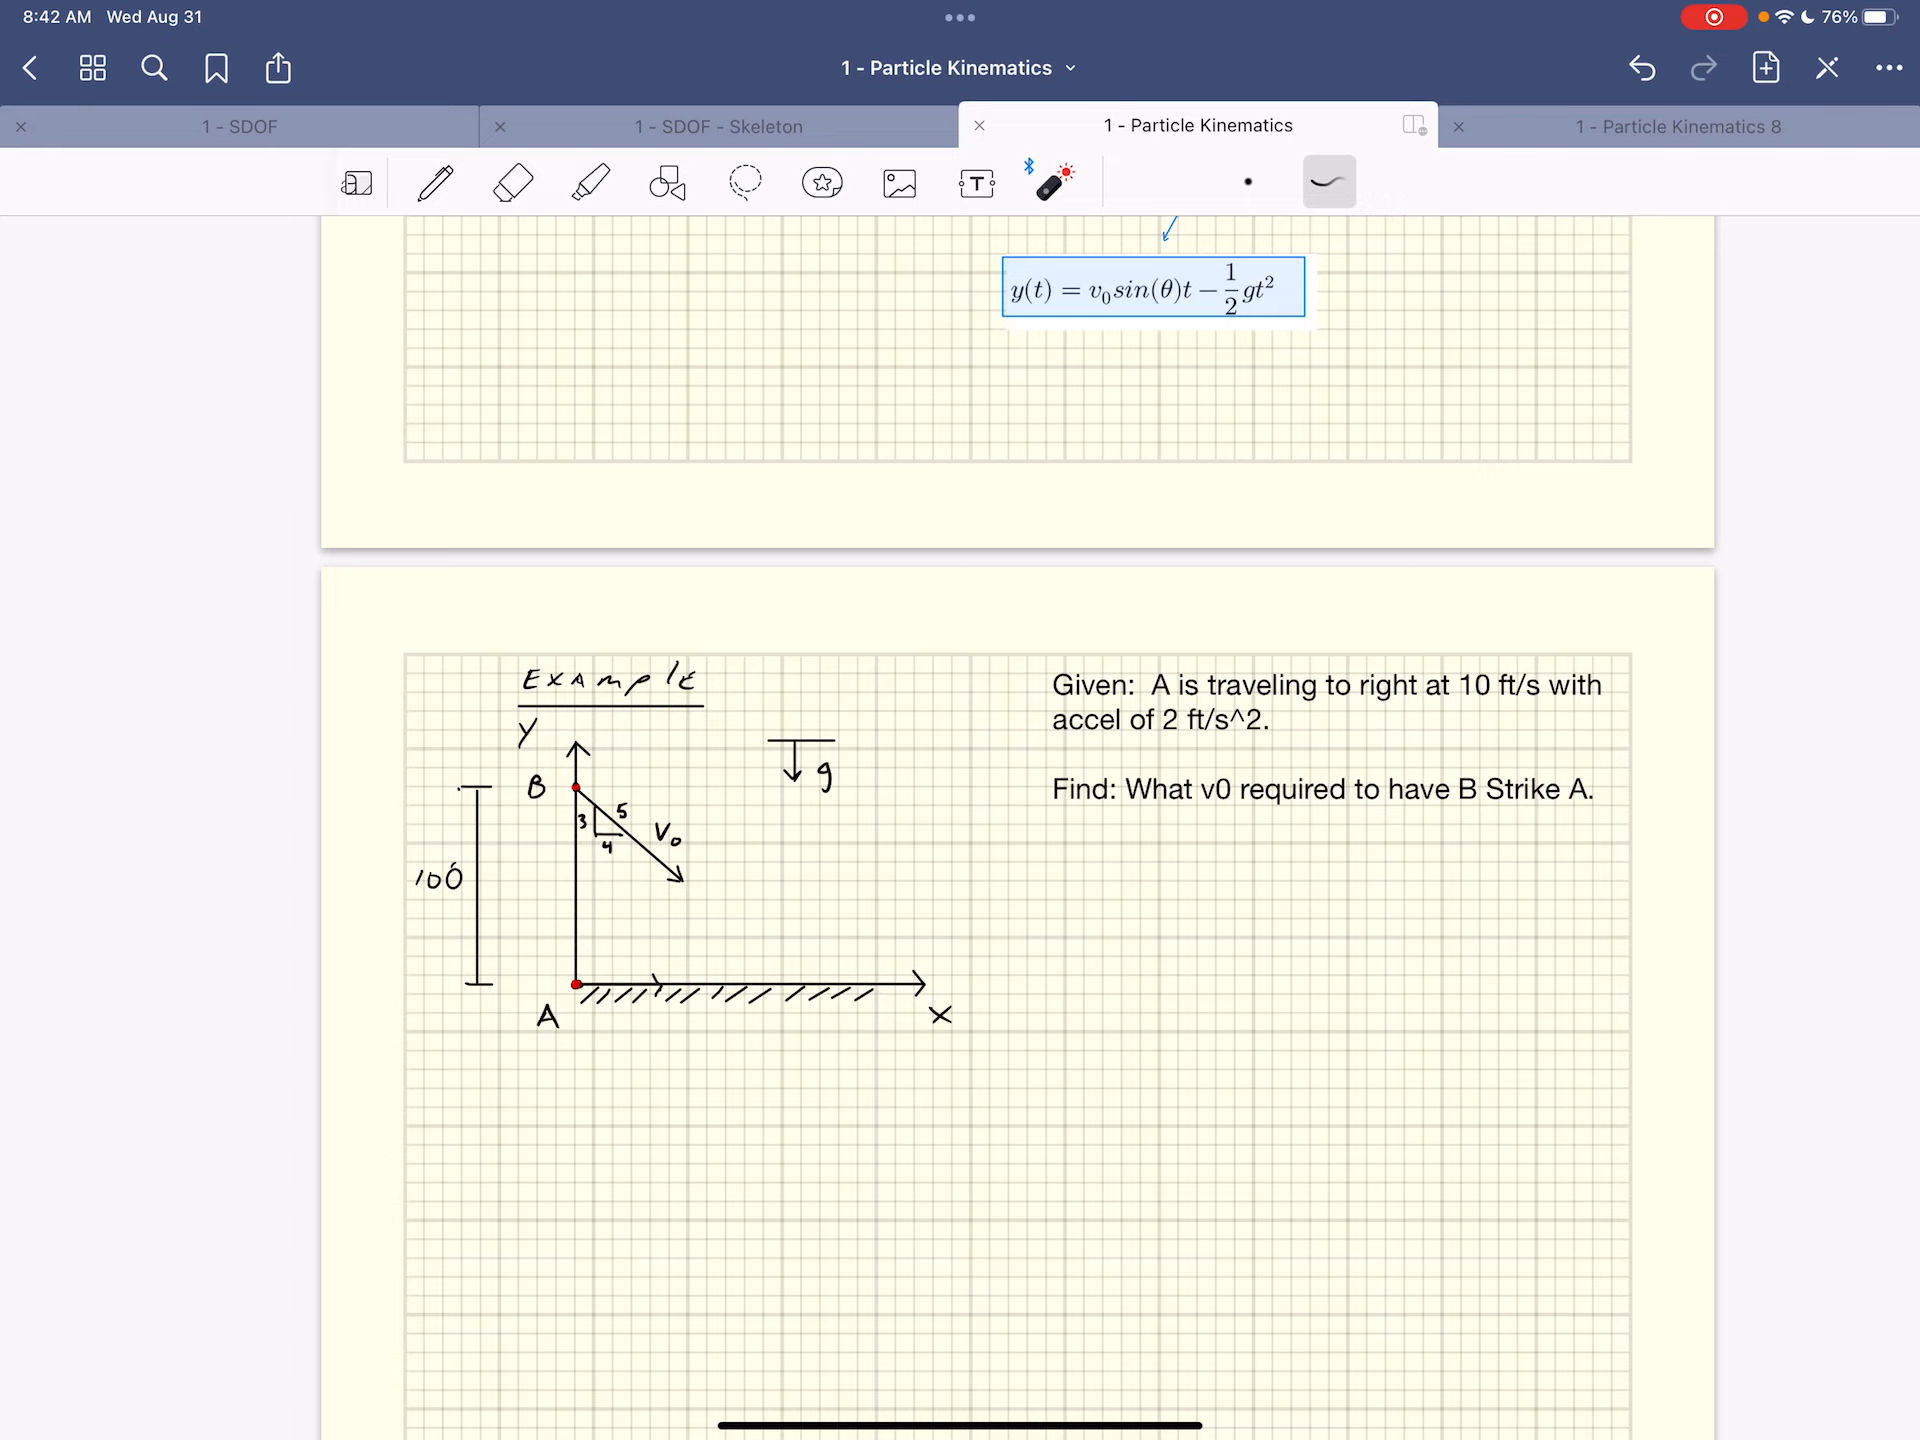 8:42 AM Wed Aug 31
76%
1 - Particle Kinematics
1 - SDOF
1 - SDOF - Skeleton
1 - Particle Kinematics
1 - Particle Kinematics 8
y(t) = v₀sin(θ)t − 1/2 gt²
Example
Given: A is traveling to right at 10 ft/s with
accel of 2 ft/s^2.
Find: What v0 required to have B Strike A.
Y
g
B
3
5
4
V₀
100'
A
X